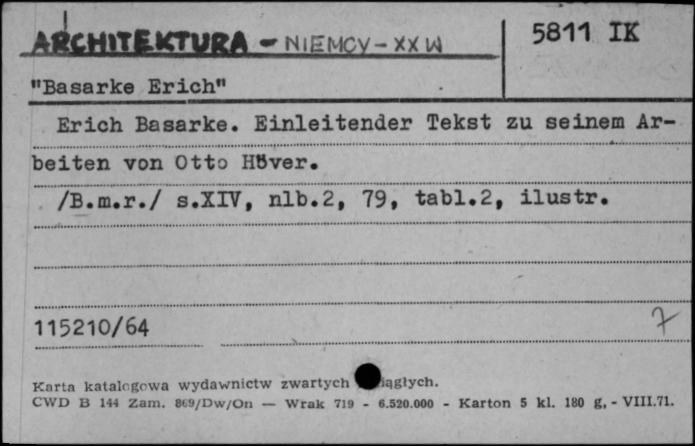 ARCHITEKTURA - NIEMCY - XX W
5811 IK
"Basarke Erich"
Erich Basarke. Einleitender Tekst zu seinem Ar-
beiten von Otto Höver.
/B.m.r./ s.XIV, nlb.2, 79, tabl.2, ilustr.
115210/64
7
Karta katalogowa wydawnictw zwartych iągłych.
CWD B 144 Zam. 869/Dw/On — Wrak 719 - 6.520.000 - Karton 5 kl. 180 g. - VIII.71.